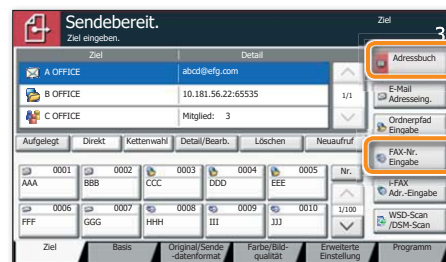 Sendebereit.
Ziel eingeben.
Ziel
3
Ziel Detail
A OFFICE abcd@efg.com
B OFFICE 10.181.56.22:65535
C OFFICE Mitglied: 3
1/1
Aufgelegt Direkt Kettenwahl Detail/Bearb. Löschen Neuaufruf
0001 0002 0003 0004 0005 Nr.
AAA BBB CCC DDD EEE
0006 0007 0008 0009 0010 1/100
FFF GGG HHH III JJJ
Adressbuch
E-Mail
Adresseing.
Ordnerpfad
Eingabe
FAX-Nr.
Eingabe
i-FAX
Adr.-Eingabe
WSD-Scan
/DSM-Scan
Ziel Basis Original/Sende Farbe/Bild- Erweiterte Programm
-datenformat qualität Einstellung